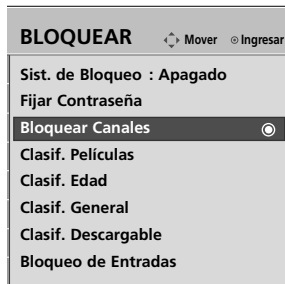 BLOQUEAR Mover Ingresar
Sist. de Bloqueo : Apagado
Fijar Contraseña
Bloquear Canales
Clasif. Películas
Clasif. Edad
Clasif. General
Clasif. Descargable
Bloqueo de Entradas